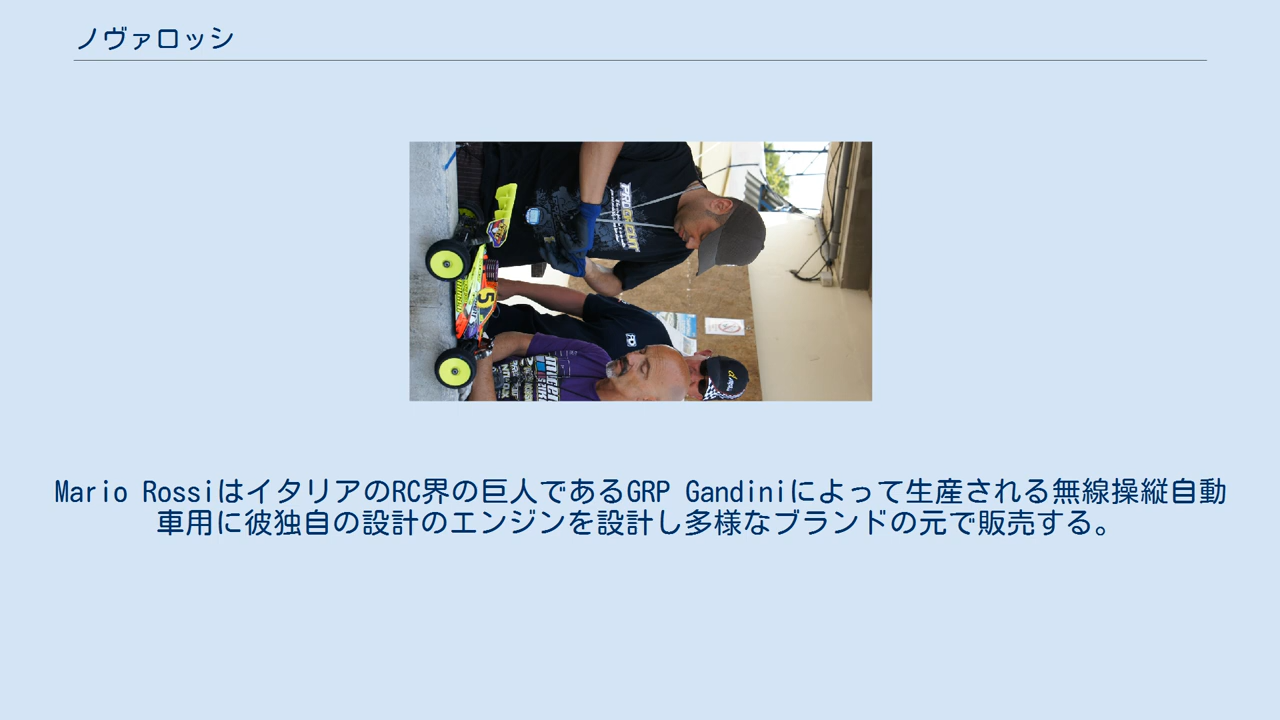 ノヴァロッシ
5
Mario RossiはイタリアのRC界の巨人であるGRP Gandiniによって生産される無線操縦自動
車用に彼独自の設計のエンジンを設計し多様なブランドの元で販売する。